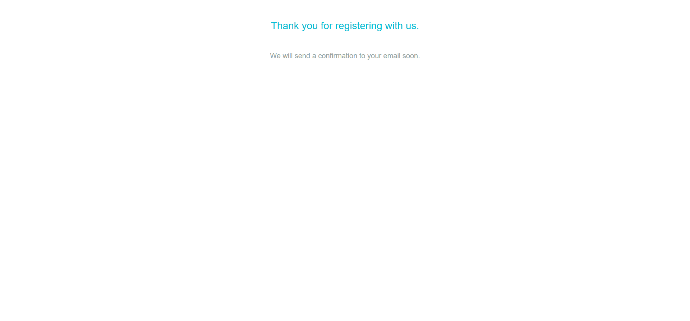 Thank you for registering with us.
We will send a confirmation to your email soon.